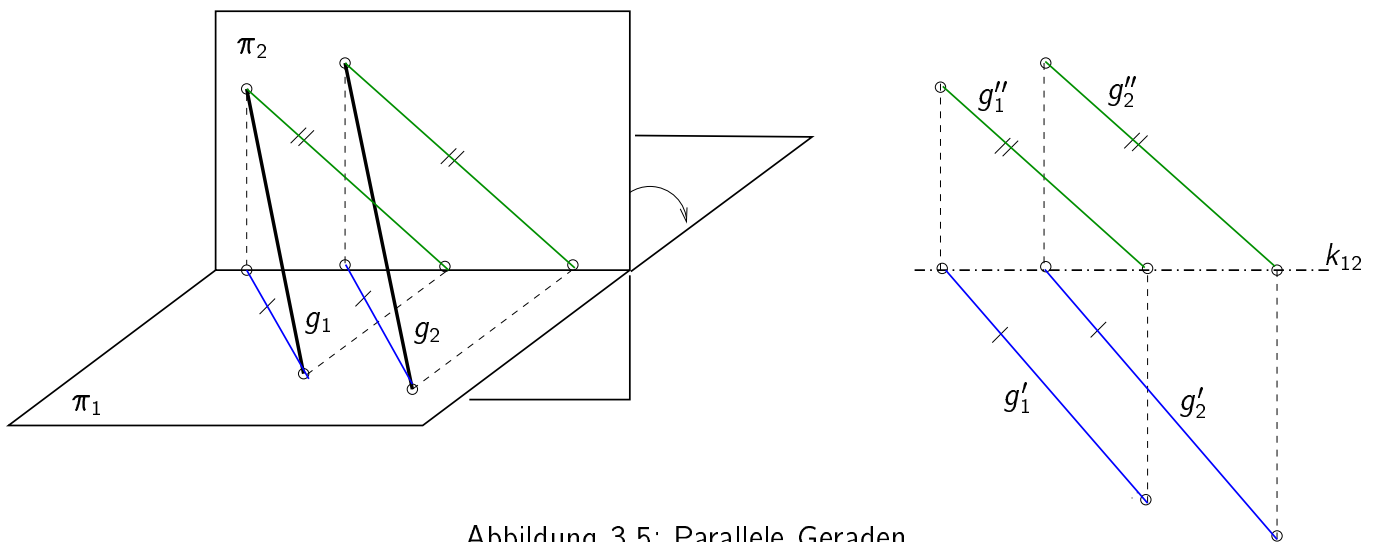 π₂
g₁
g₂
π₁
g₁″
g₂″
k₁₂
g₁′
g₂′
Abbildung 3.5: Parallele Geraden